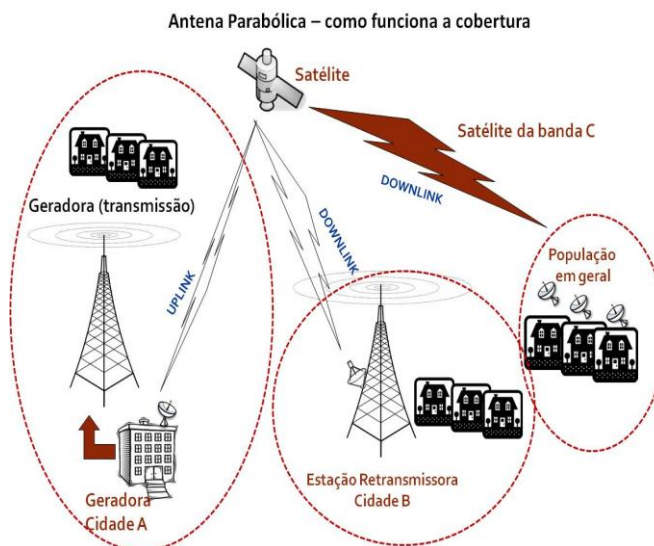 Antena Parabólica – como funciona a cobertura
Satélite
Satélite da banda C
DOWNLINK
Geradora (transmissão)
UPLINK
DOWNLINK
População
em geral
Geradora
Cidade A
Estação Retransmissora
Cidade B